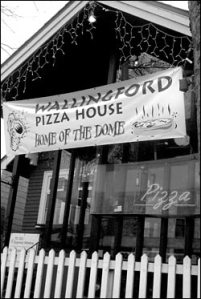 WALLINGFORD
PIZZA HOUSE
HOME OF THE DOME
Pizza